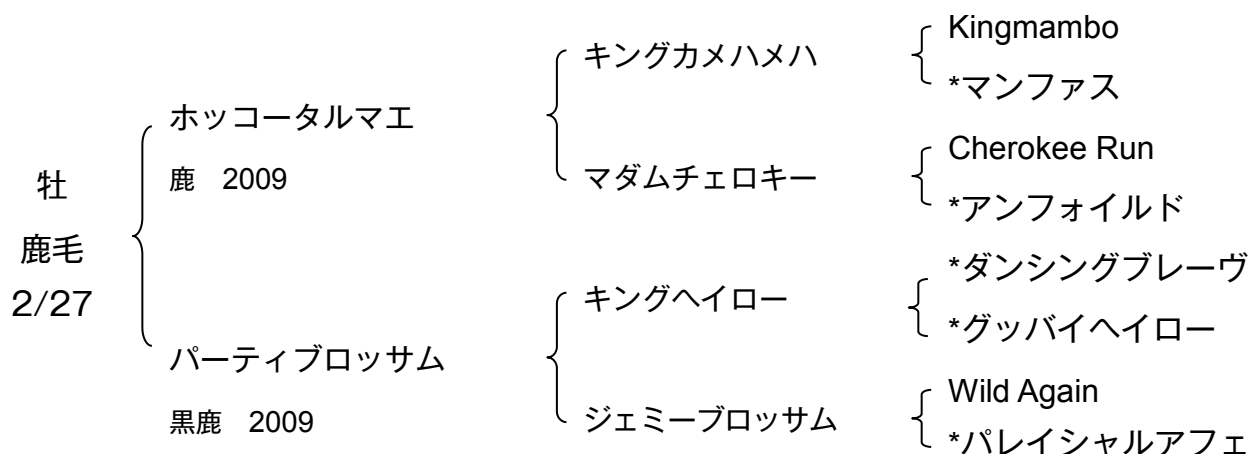 牡
鹿毛
2/27
ホッコータルマエ
鹿　2009
パーティブロッサム
黒鹿　2009
キングカメハメハ
マダムチェロキー
キングヘイロー
ジェミーブロッサム
Kingmambo
*マンファス
Cherokee Run
*アンフォイルド
*ダンシングブレーヴ
*グッバイヘイロー
Wild Again
*パレイシャルアフェ